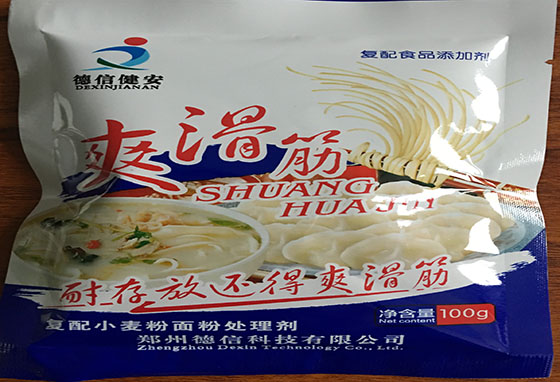 德信健安
DEXINJIANAN
复配食品添加剂
爽滑筋
SHUANG
HUAJIN
耐存放还得爽滑筋
净含量
Net content
100g
复配小麦粉面粉处理剂
郑州德信科技有限公司
Zhengzhou Dexin Technology Co., Ltd.